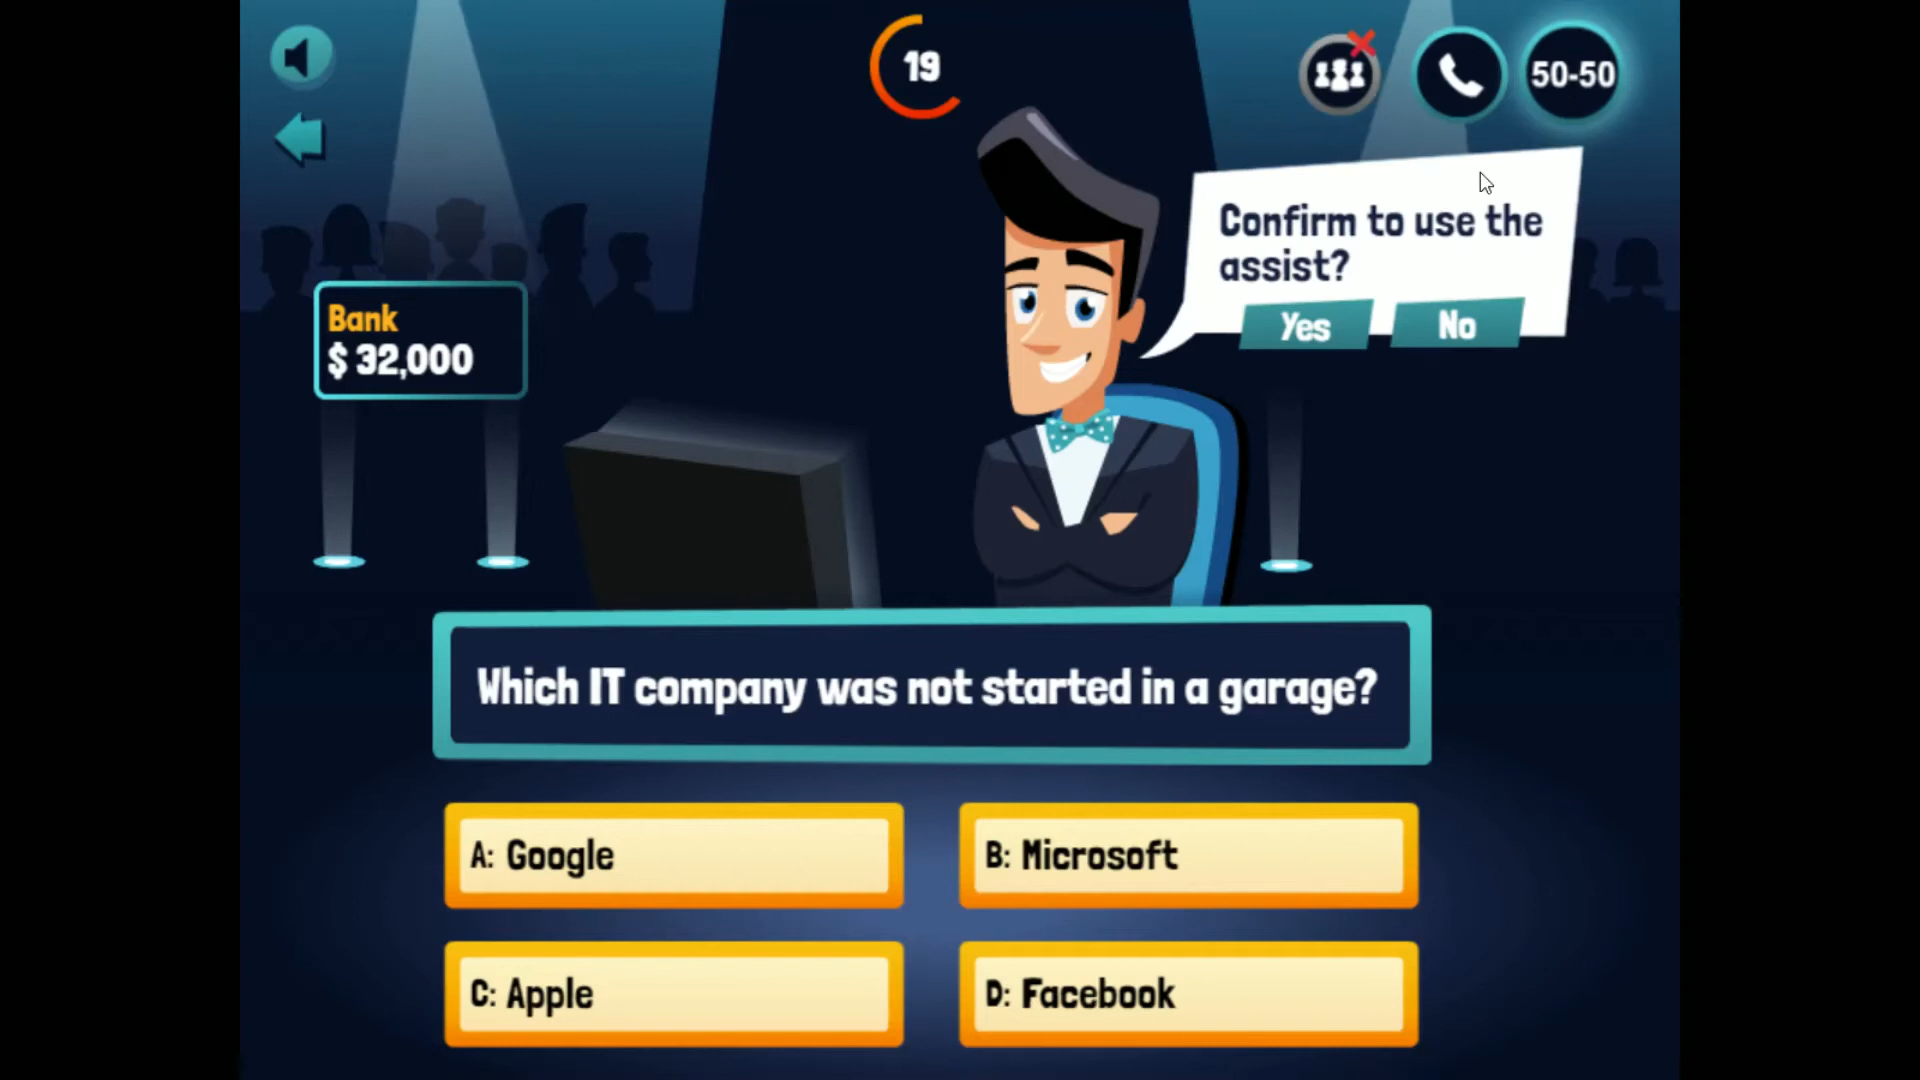 19
50-50
Confirm to use the
assist?
Yes
No
Bank
$ 32,000
Which IT company was not started in a garage?
A: Google
B: Microsoft
C: Apple
D: Facebook